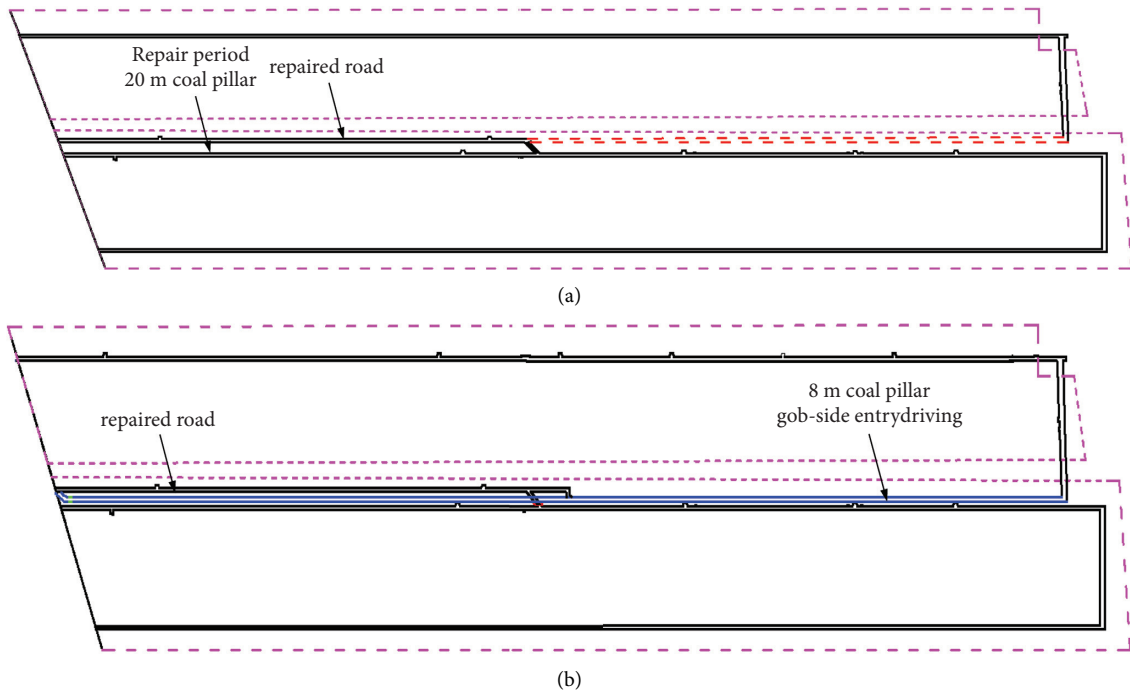 Repair period
20 m coal pillar
repaired road
(a)
8 m coal pillar
gob-side entrydriving
repaired road
(b)